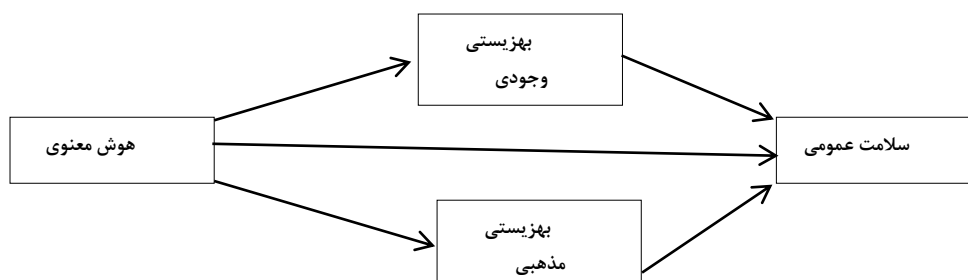 بهزیستی
وجودی
هوش معنوی
سلامت عمومی
بهزیستی
مذهبی